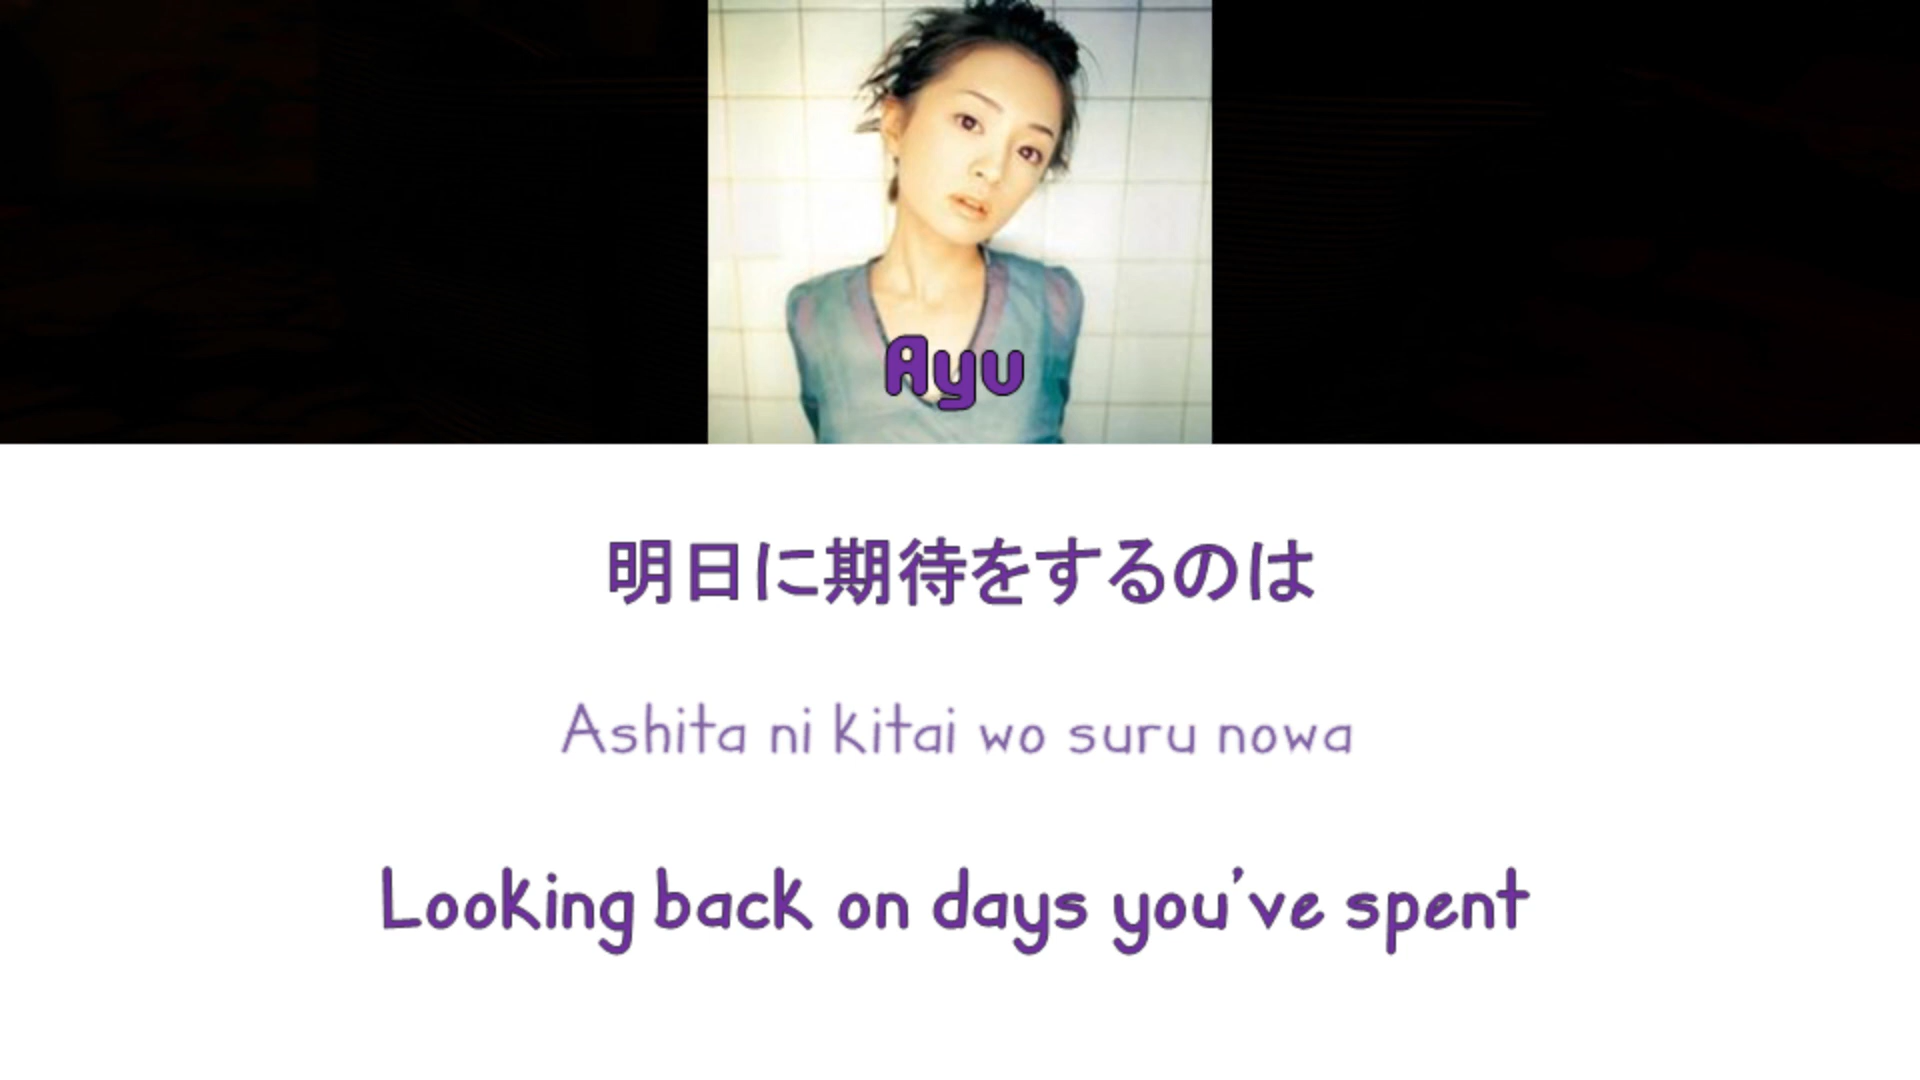 Ayu
明日に期待をするのは
Ashita ni kitai wo suru nowa
Looking back on days you've spent